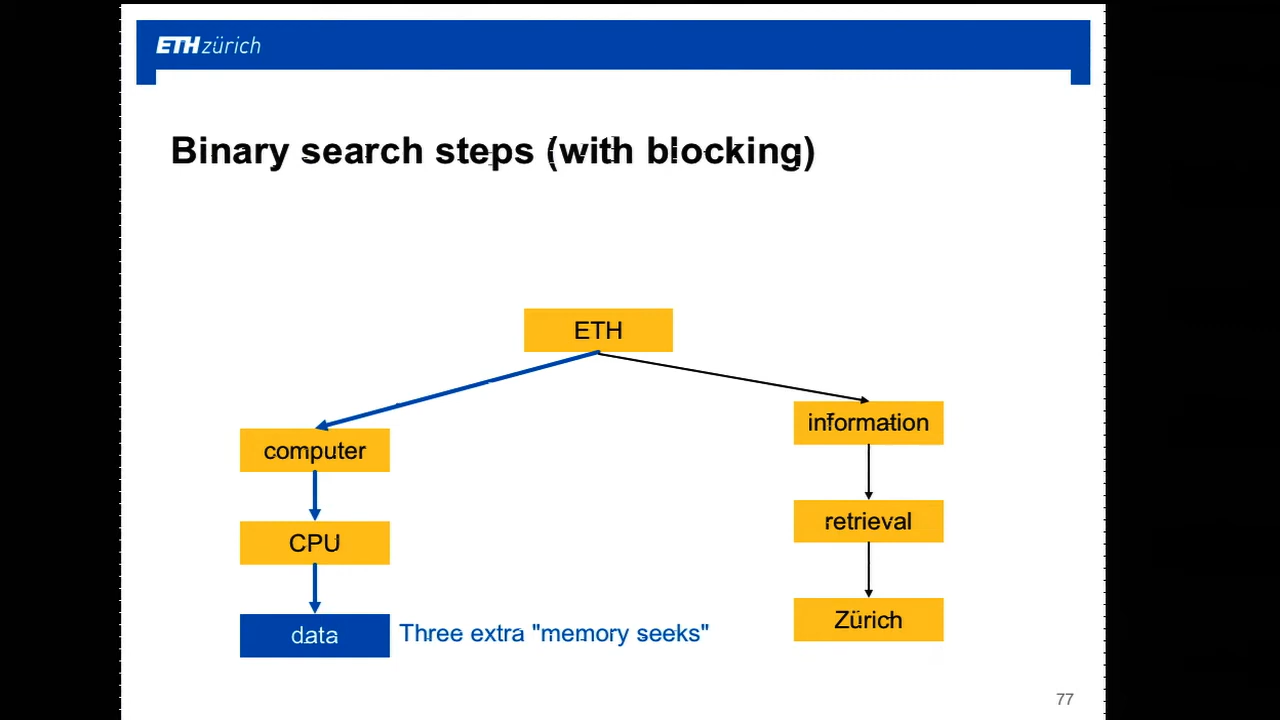 ETH zürich
Binary search steps (with blocking)
ETH
computer
information
CPU
retrieval
data
Three extra "memory seeks"
Zürich
77